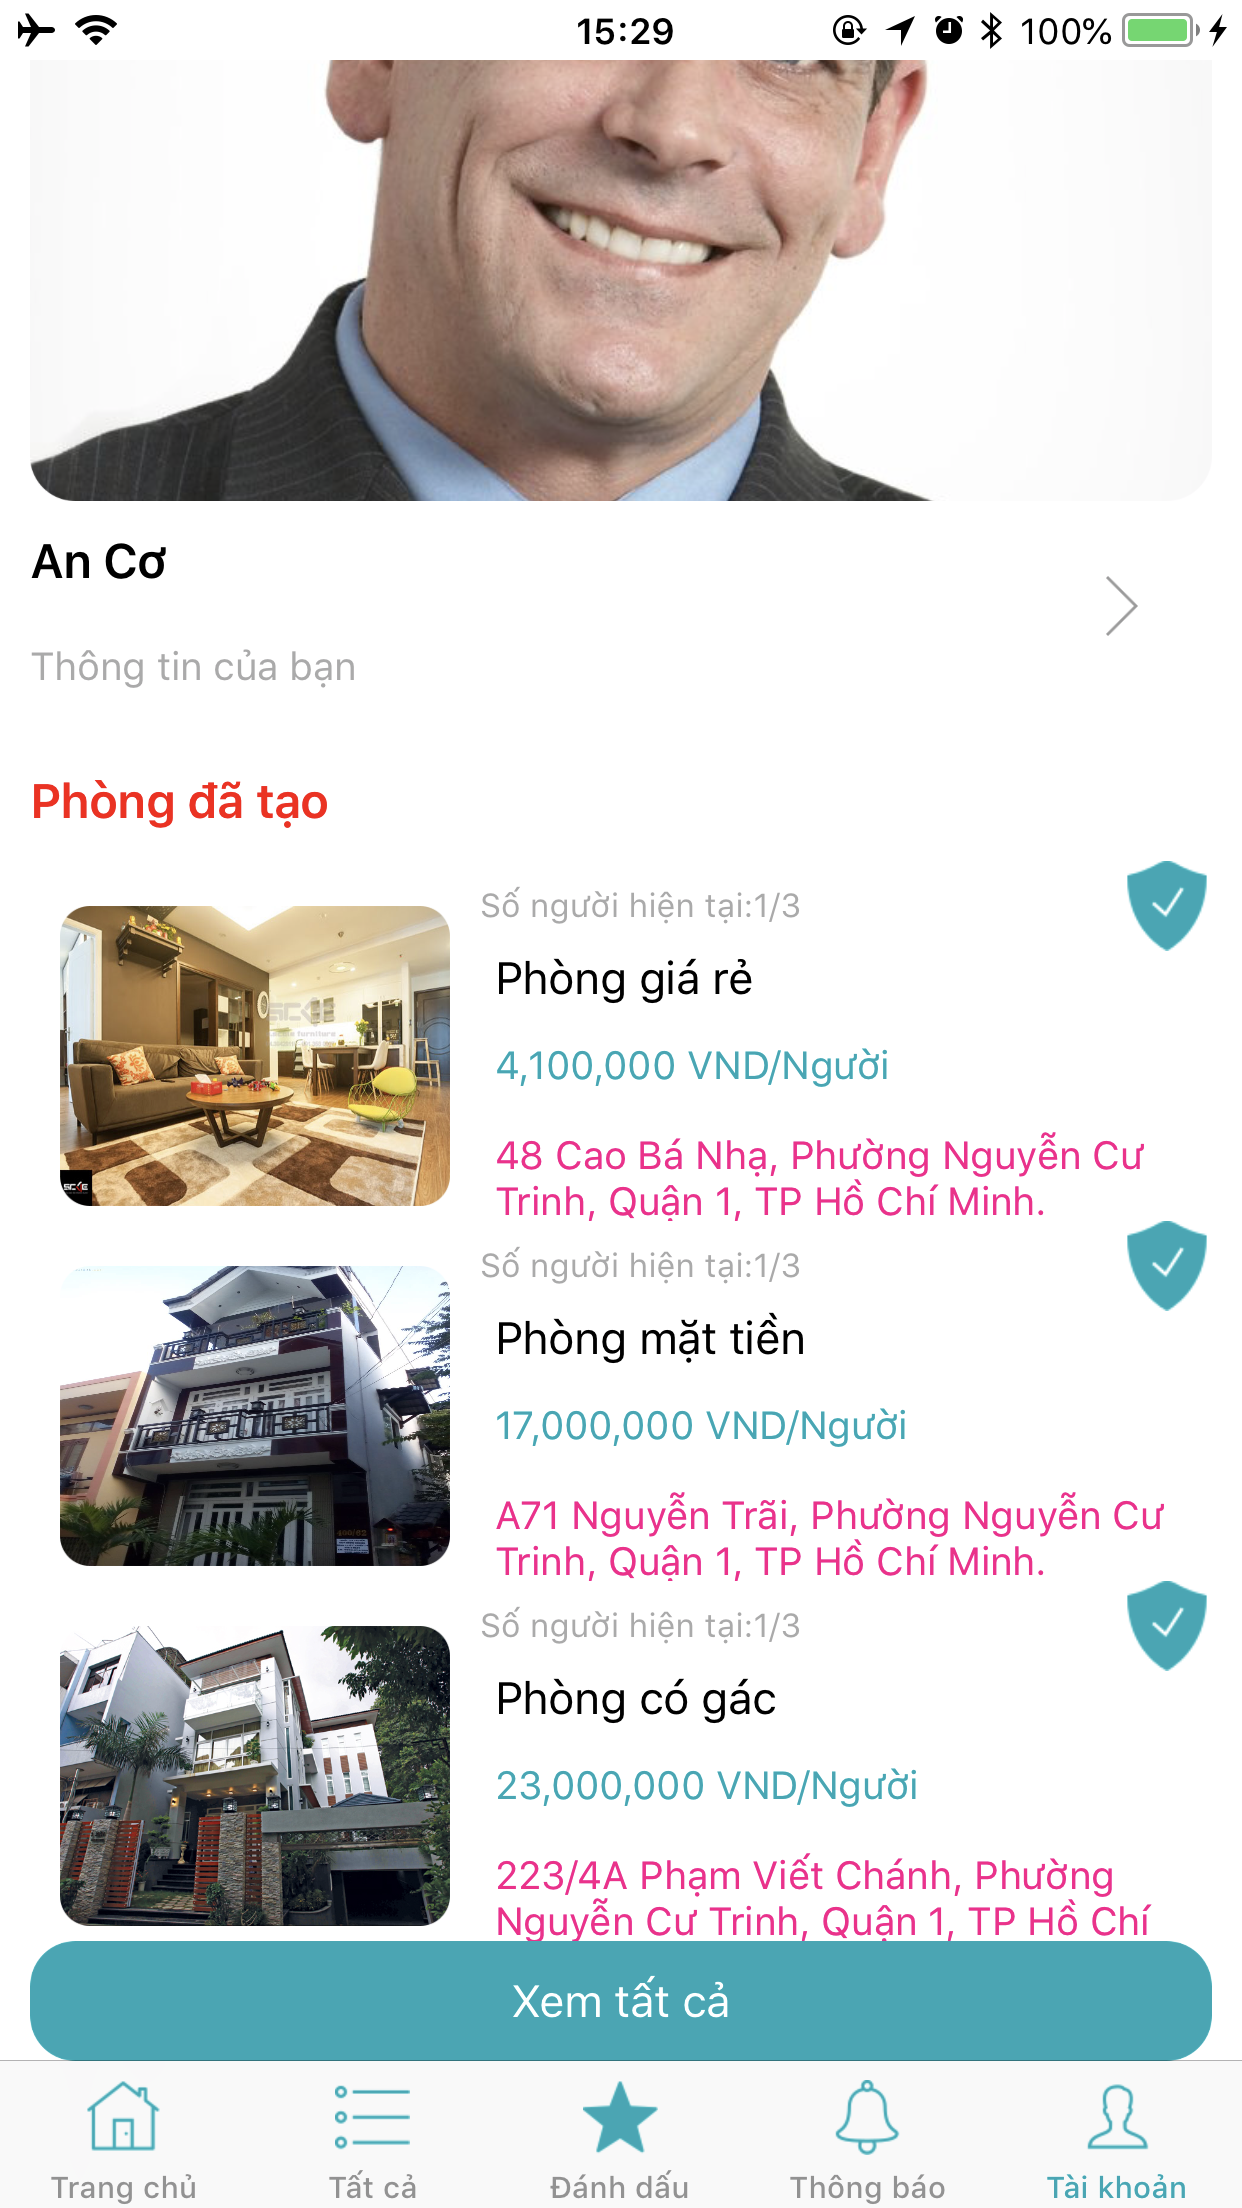 15:29
100%
An Cơ
Thông tin của bạn
Phòng đã tạo
Số người hiện tại:1/3
Phòng giá rẻ
4,100,000 VND/Người
48 Cao Bá Nhạ, Phường Nguyễn Cư
Trinh, Quận 1, TP Hồ Chí Minh.
Số người hiện tại:1/3
Phòng mặt tiền
17,000,000 VND/Người
A71 Nguyễn Trãi, Phường Nguyễn Cư
Trinh, Quận 1, TP Hồ Chí Minh.
Số người hiện tại:1/3
Phòng có gác
23,000,000 VND/Người
223/4A Phạm Viết Chánh, Phường
Nguyễn Cư Trinh, Quận 1, TP Hồ Chí
Xem tất cả
Trang chủ
Tất cả
Đánh dấu
Thông báo
Tài khoản